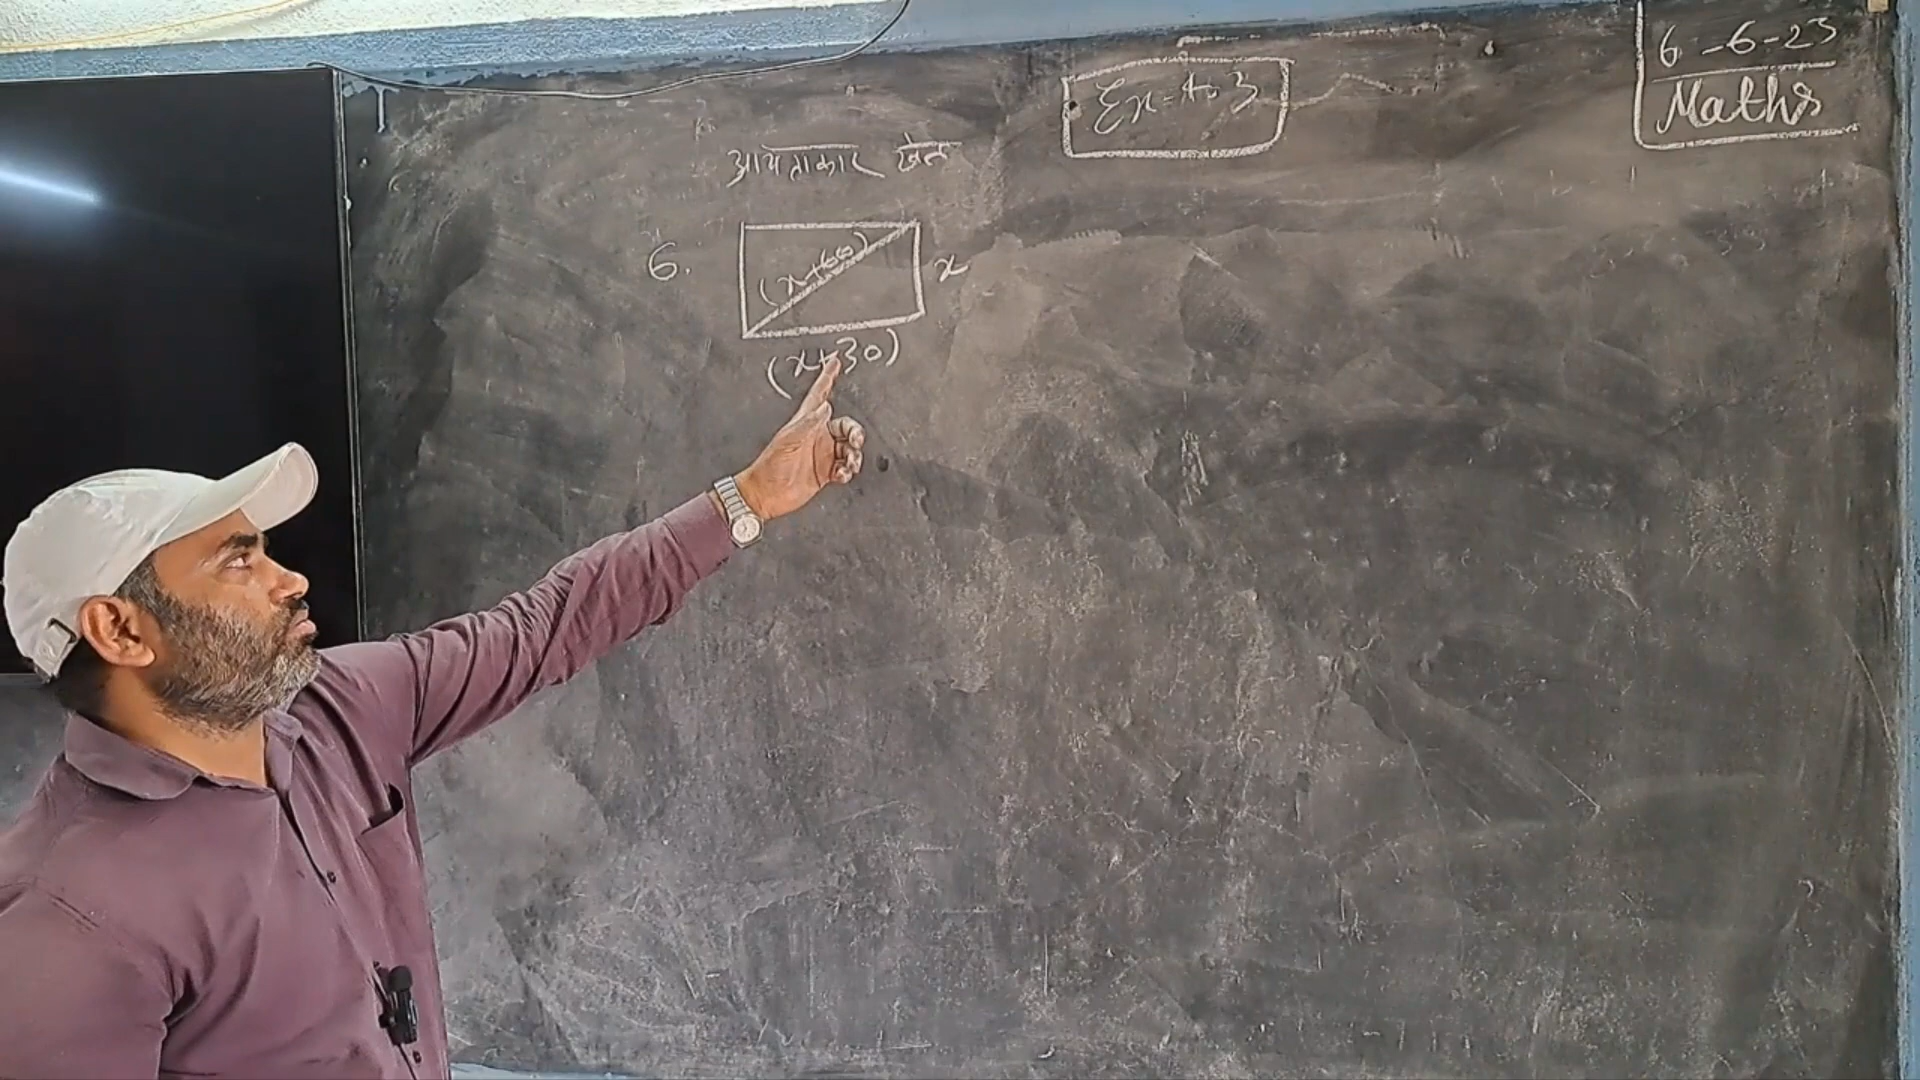 6-6-23
Maths
Ex = 4.3
आयताकार खेत
6.
(x+60)
x
(x+30)